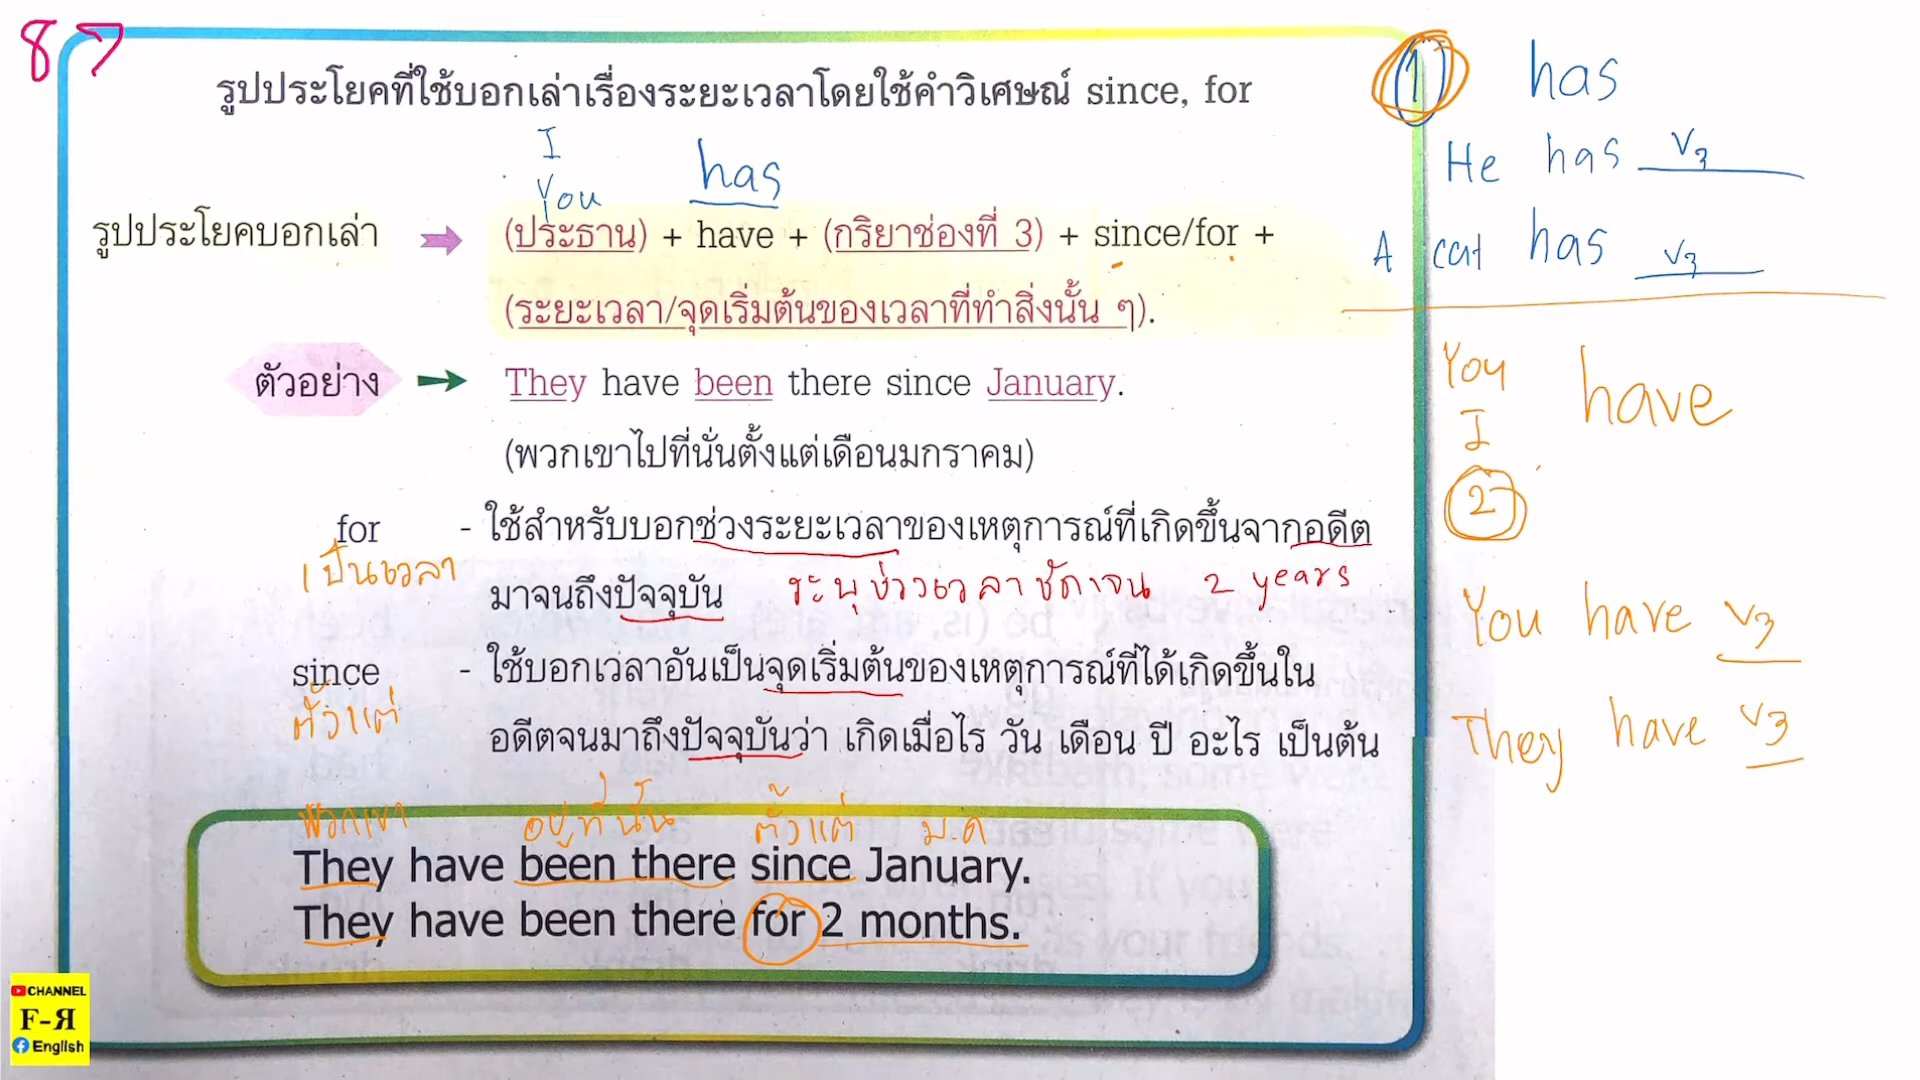 87
รูปประโยคที่ใช้บอกเล่าเรื่องระยะเวลาโดยใช้คำวิเศษณ์ since, for
I
You
has
รูปประโยคบอกเล่า (ประธาน) + have + (กริยาช่องที่ 3) + since/for +
(ระยะเวลา/จุดเริ่มต้นของเวลาที่ทำสิ่งนั้น ๆ).
ตัวอย่าง They have been there since January.
(พวกเขาไปที่นั่นตั้งแต่เดือนมกราคม)
for - ใช้สำหรับบอกช่วงระยะเวลาของเหตุการณ์ที่เกิดขึ้นจากอดีต
เป็นเวลา
มาจนถึงปัจจุบัน ระบุช่วงเวลาชัดเจน 2 years
since - ใช้บอกเวลาอันเป็นจุดเริ่มต้นของเหตุการณ์ที่ได้เกิดขึ้นใน
ตั้งแต่
อดีตจนมาถึงปัจจุบันว่า เกิดเมื่อไร วัน เดือน ปี อะไร เป็นต้น
พวกเขา อยู่ที่นั่น ตั้งแต่ ม.ค
They have been there since January.
They have been there for 2 months.
1 has
He has v3
A cat has v3
You have
I
2
You have v3
They have v3
CHANNEL
F-Я
English